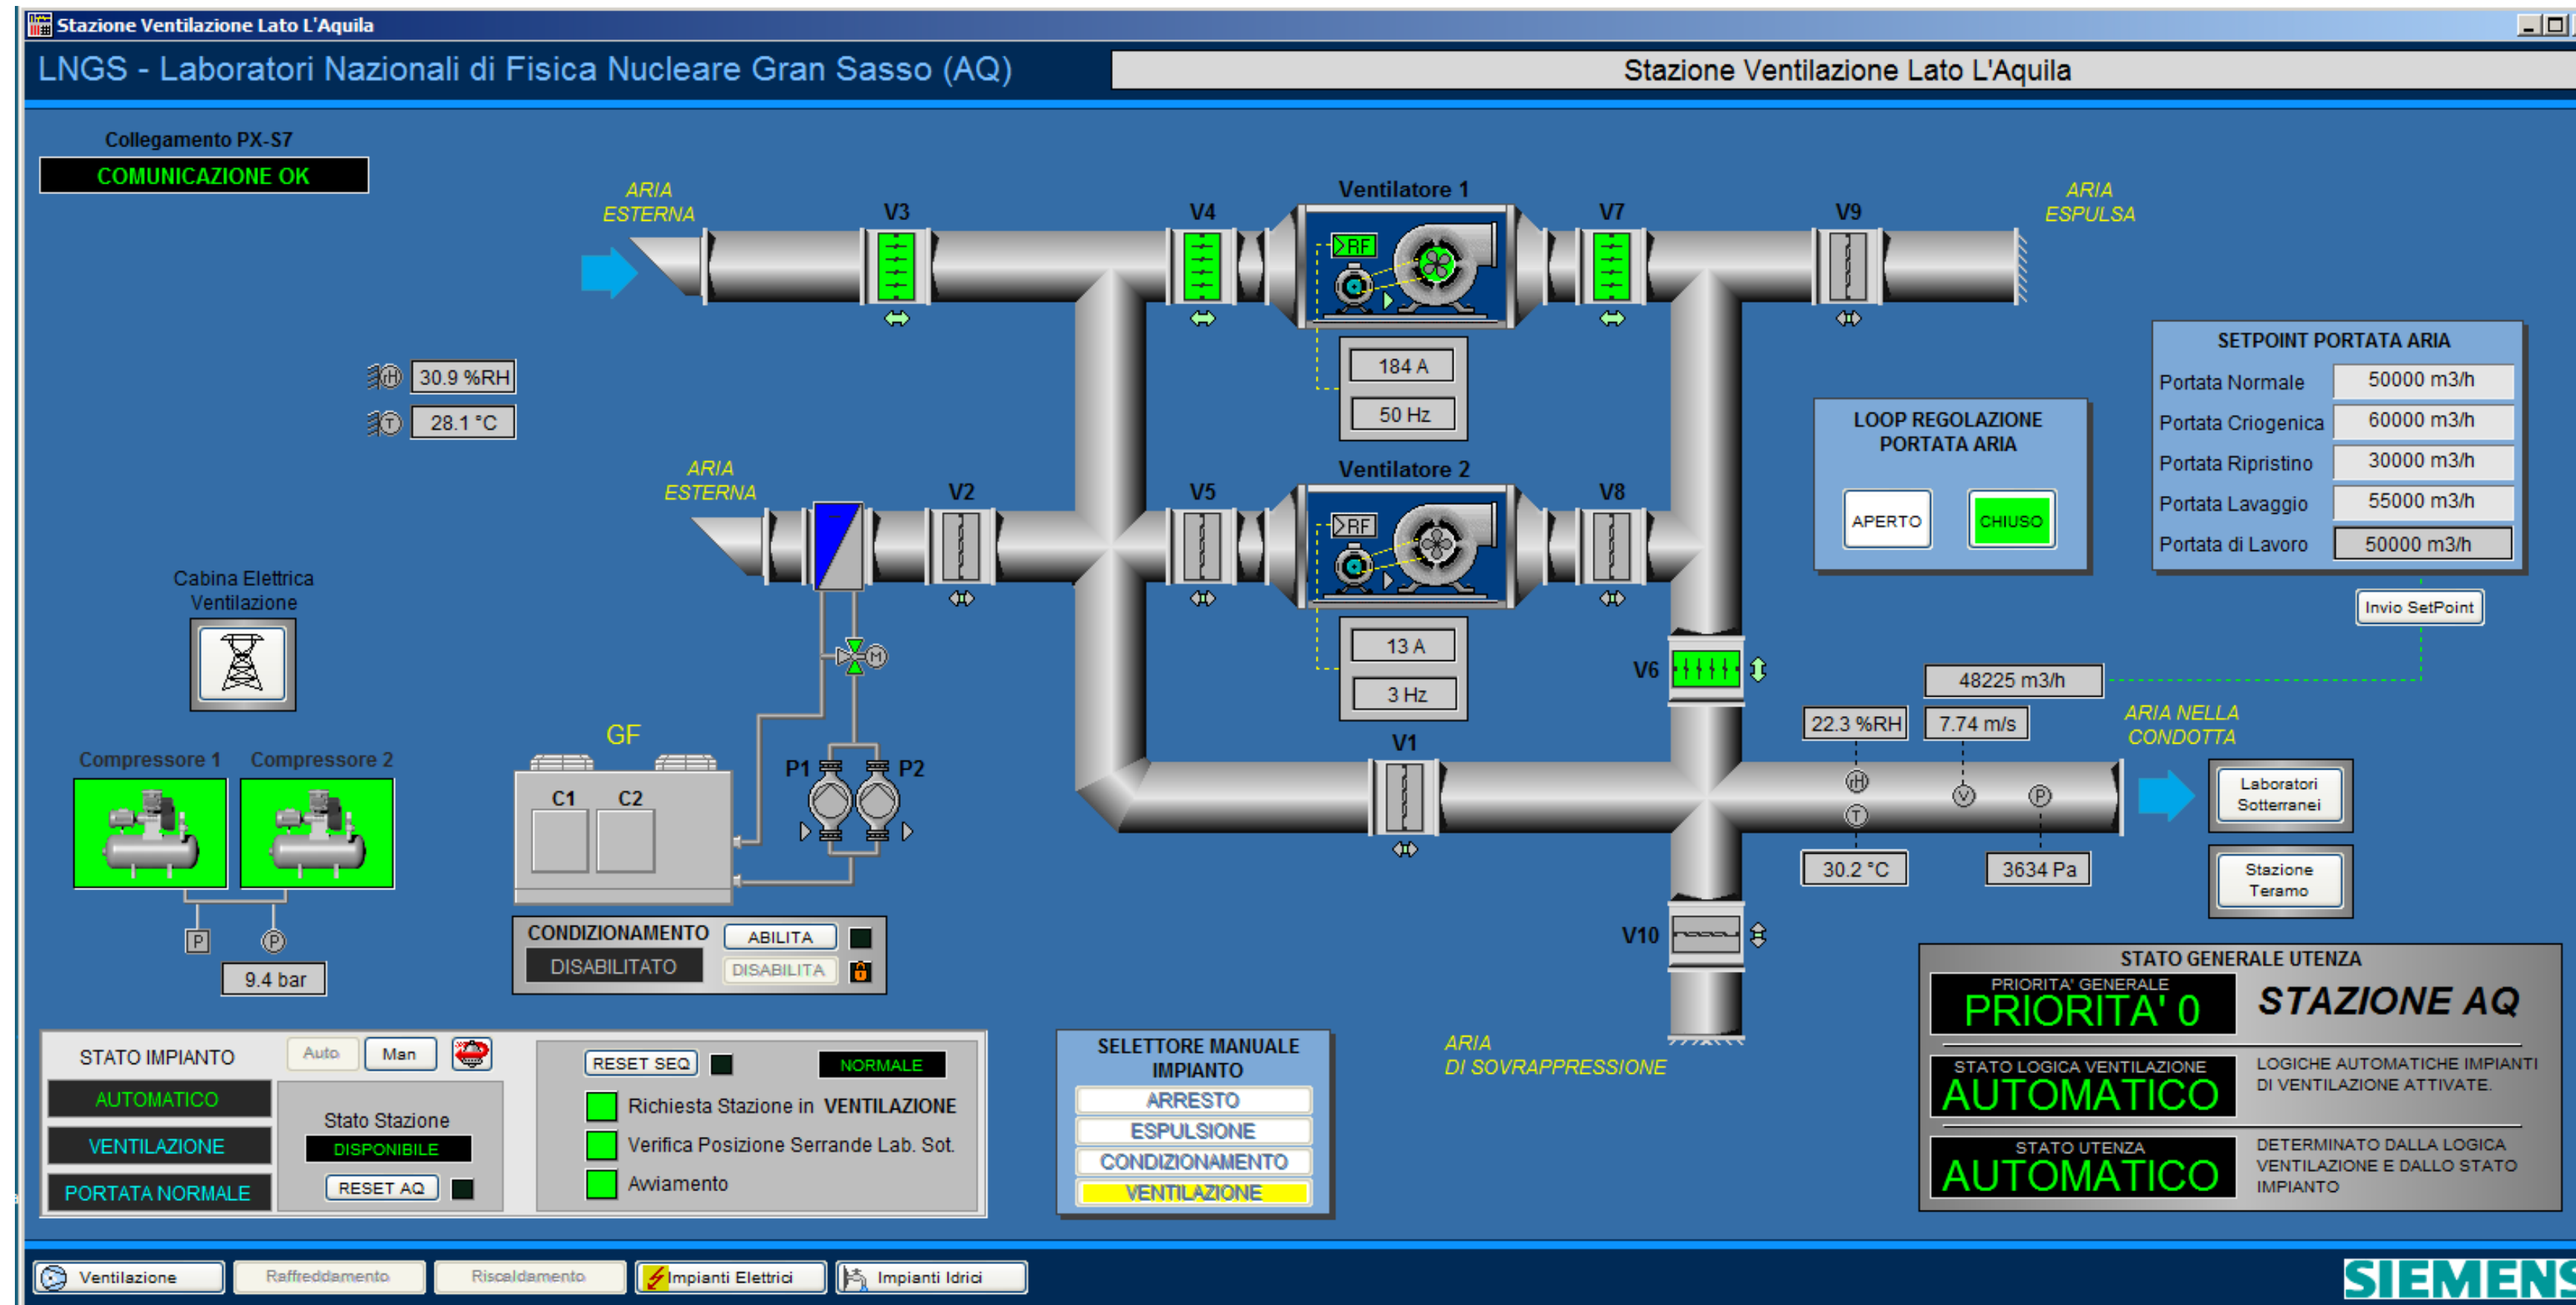 Stazione Ventilazione Lato L'Aquila
LNGS - Laboratori Nazionali di Fisica Nucleare Gran Sasso (AQ)
Stazione Ventilazione Lato L'Aquila
Collegamento PX-S7
COMUNICAZIONE OK
ARIA
ESTERNA
V3
V4
Ventilatore 1
V7
V9
ARIA
ESPULSA
RF
184 A
50 Hz
rH
30.9 %RH
T
28.1 °C
SETPOINT PORTATA ARIA
Portata Normale 50000 m3/h
Portata Criogenica 60000 m3/h
Portata Ripristino 30000 m3/h
Portata Lavaggio 55000 m3/h
Portata di Lavoro 50000 m3/h
Invio SetPoint
LOOP REGOLAZIONE
PORTATA ARIA
APERTO
CHIUSO
ARIA
ESTERNA
V2
V5
Ventilatore 2
V8
RF
13 A
3 Hz
Cabina Elettrica
Ventilazione
M
V6
48225 m3/h
22.3 %RH
7.74 m/s
ARIA NELLA
CONDOTTA
GF
V1
Compressore 1
Compressore 2
C1
C2
P1
P2
rH
T
V
P
30.2 °C
3634 Pa
Laboratori
Sotterranei
Stazione
Teramo
P
P
9.4 bar
CONDIZIONAMENTO
DISABILITATO
ABILITA
DISABILITA
V10
ARIA
DI SOVRAPPRESSIONE
STATO GENERALE UTENZA
PRIORITA' GENERALE
PRIORITA' 0
STAZIONE AQ
STATO LOGICA VENTILAZIONE
AUTOMATICO
LOGICHE AUTOMATICHE IMPIANTI
DI VENTILAZIONE ATTIVATE.
STATO UTENZA
AUTOMATICO
DETERMINATO DALLA LOGICA
VENTILAZIONE E DALLO STATO
IMPIANTO
STATO IMPIANTO
Auto
Man
AUTOMATICO
VENTILAZIONE
PORTATA NORMALE
Stato Stazione
DISPONIBILE
RESET AQ
RESET SEQ
NORMALE
Richiesta Stazione in VENTILAZIONE
Verifica Posizione Serrande Lab. Sot.
Avviamento
SELETTORE MANUALE
IMPIANTO
ARRESTO
ESPULSIONE
CONDIZIONAMENTO
VENTILAZIONE
Ventilazione
Raffreddamento
Riscaldamento
Impianti Elettrici
Impianti Idrici
SIEMENS